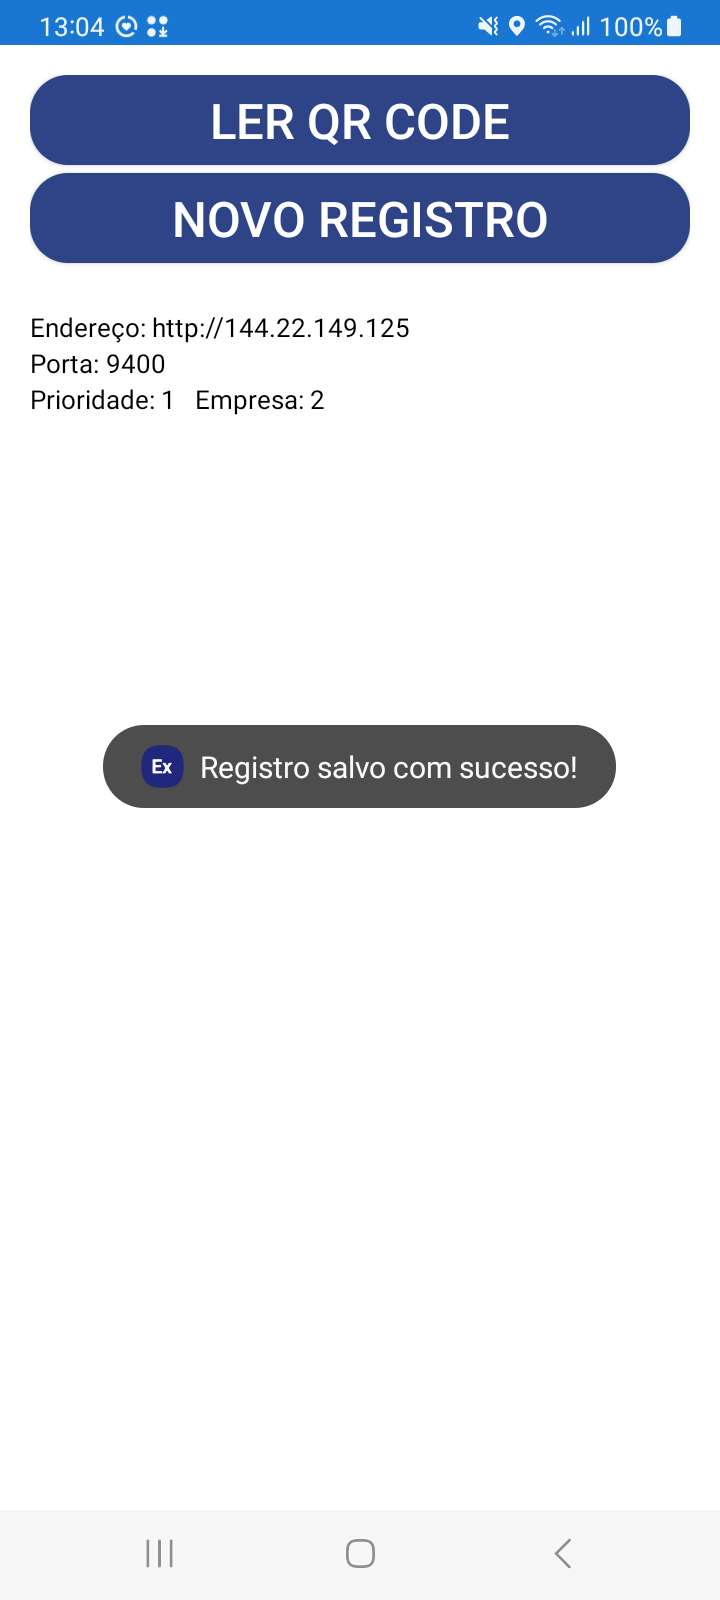 13:04
100%
LER QR CODE
NOVO REGISTRO
Endereço: http://144.22.149.125
Porta: 9400
Prioridade: 1 Empresa: 2
Ex Registro salvo com sucesso!